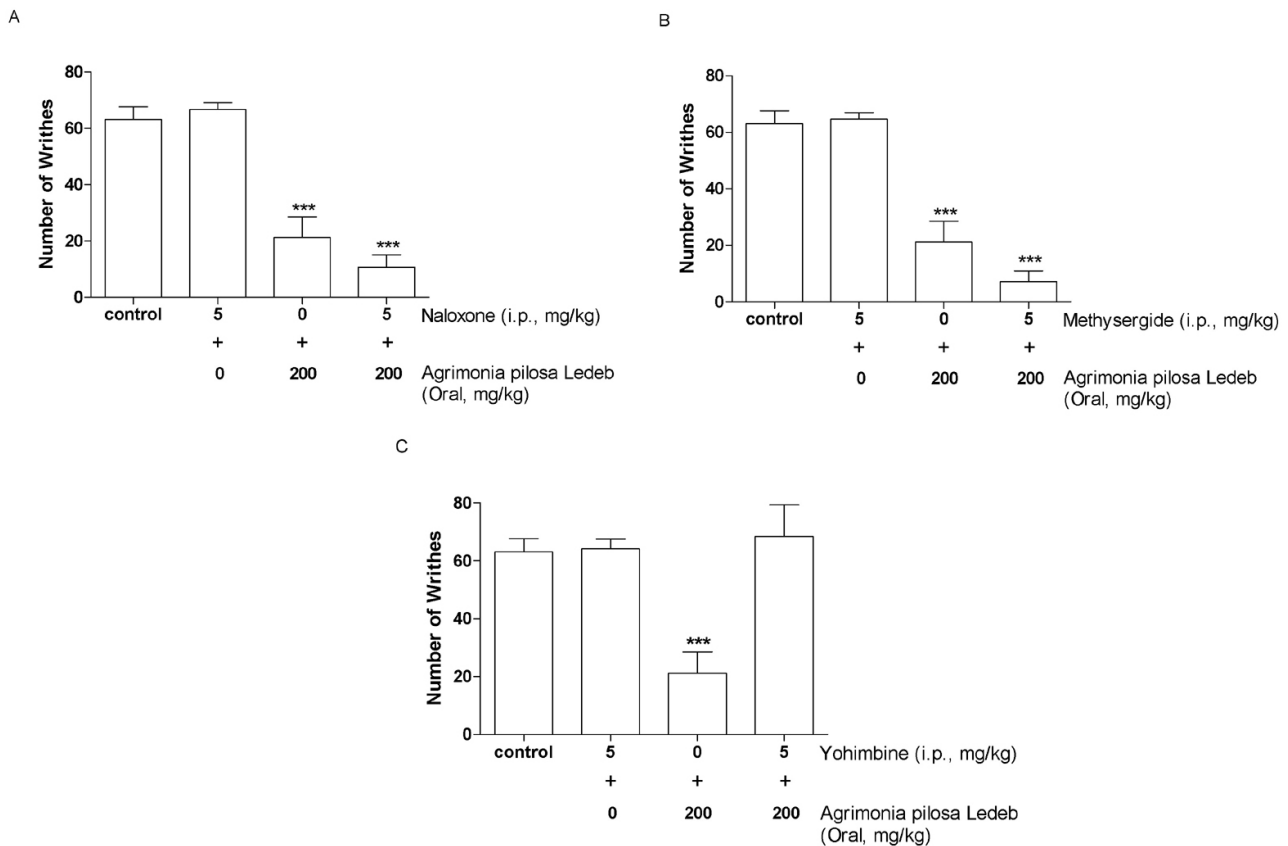 A
Number of Writhes
80
60
40
20
0
***
***
control 5 0 5 Naloxone (i.p., mg/kg)
+ + +
0 200 200 Agrimonia pilosa Ledeb
(Oral, mg/kg)
B
Number of Writhes
80
60
40
20
0
***
***
control 5 0 5 Methysergide (i.p., mg/kg)
+ + +
0 200 200 Agrimonia pilosa Ledeb
(Oral, mg/kg)
C
Number of Writhes
80
60
40
20
0
***
control 5 0 5 Yohimbine (i.p., mg/kg)
+ + +
0 200 200 Agrimonia pilosa Ledeb
(Oral, mg/kg)